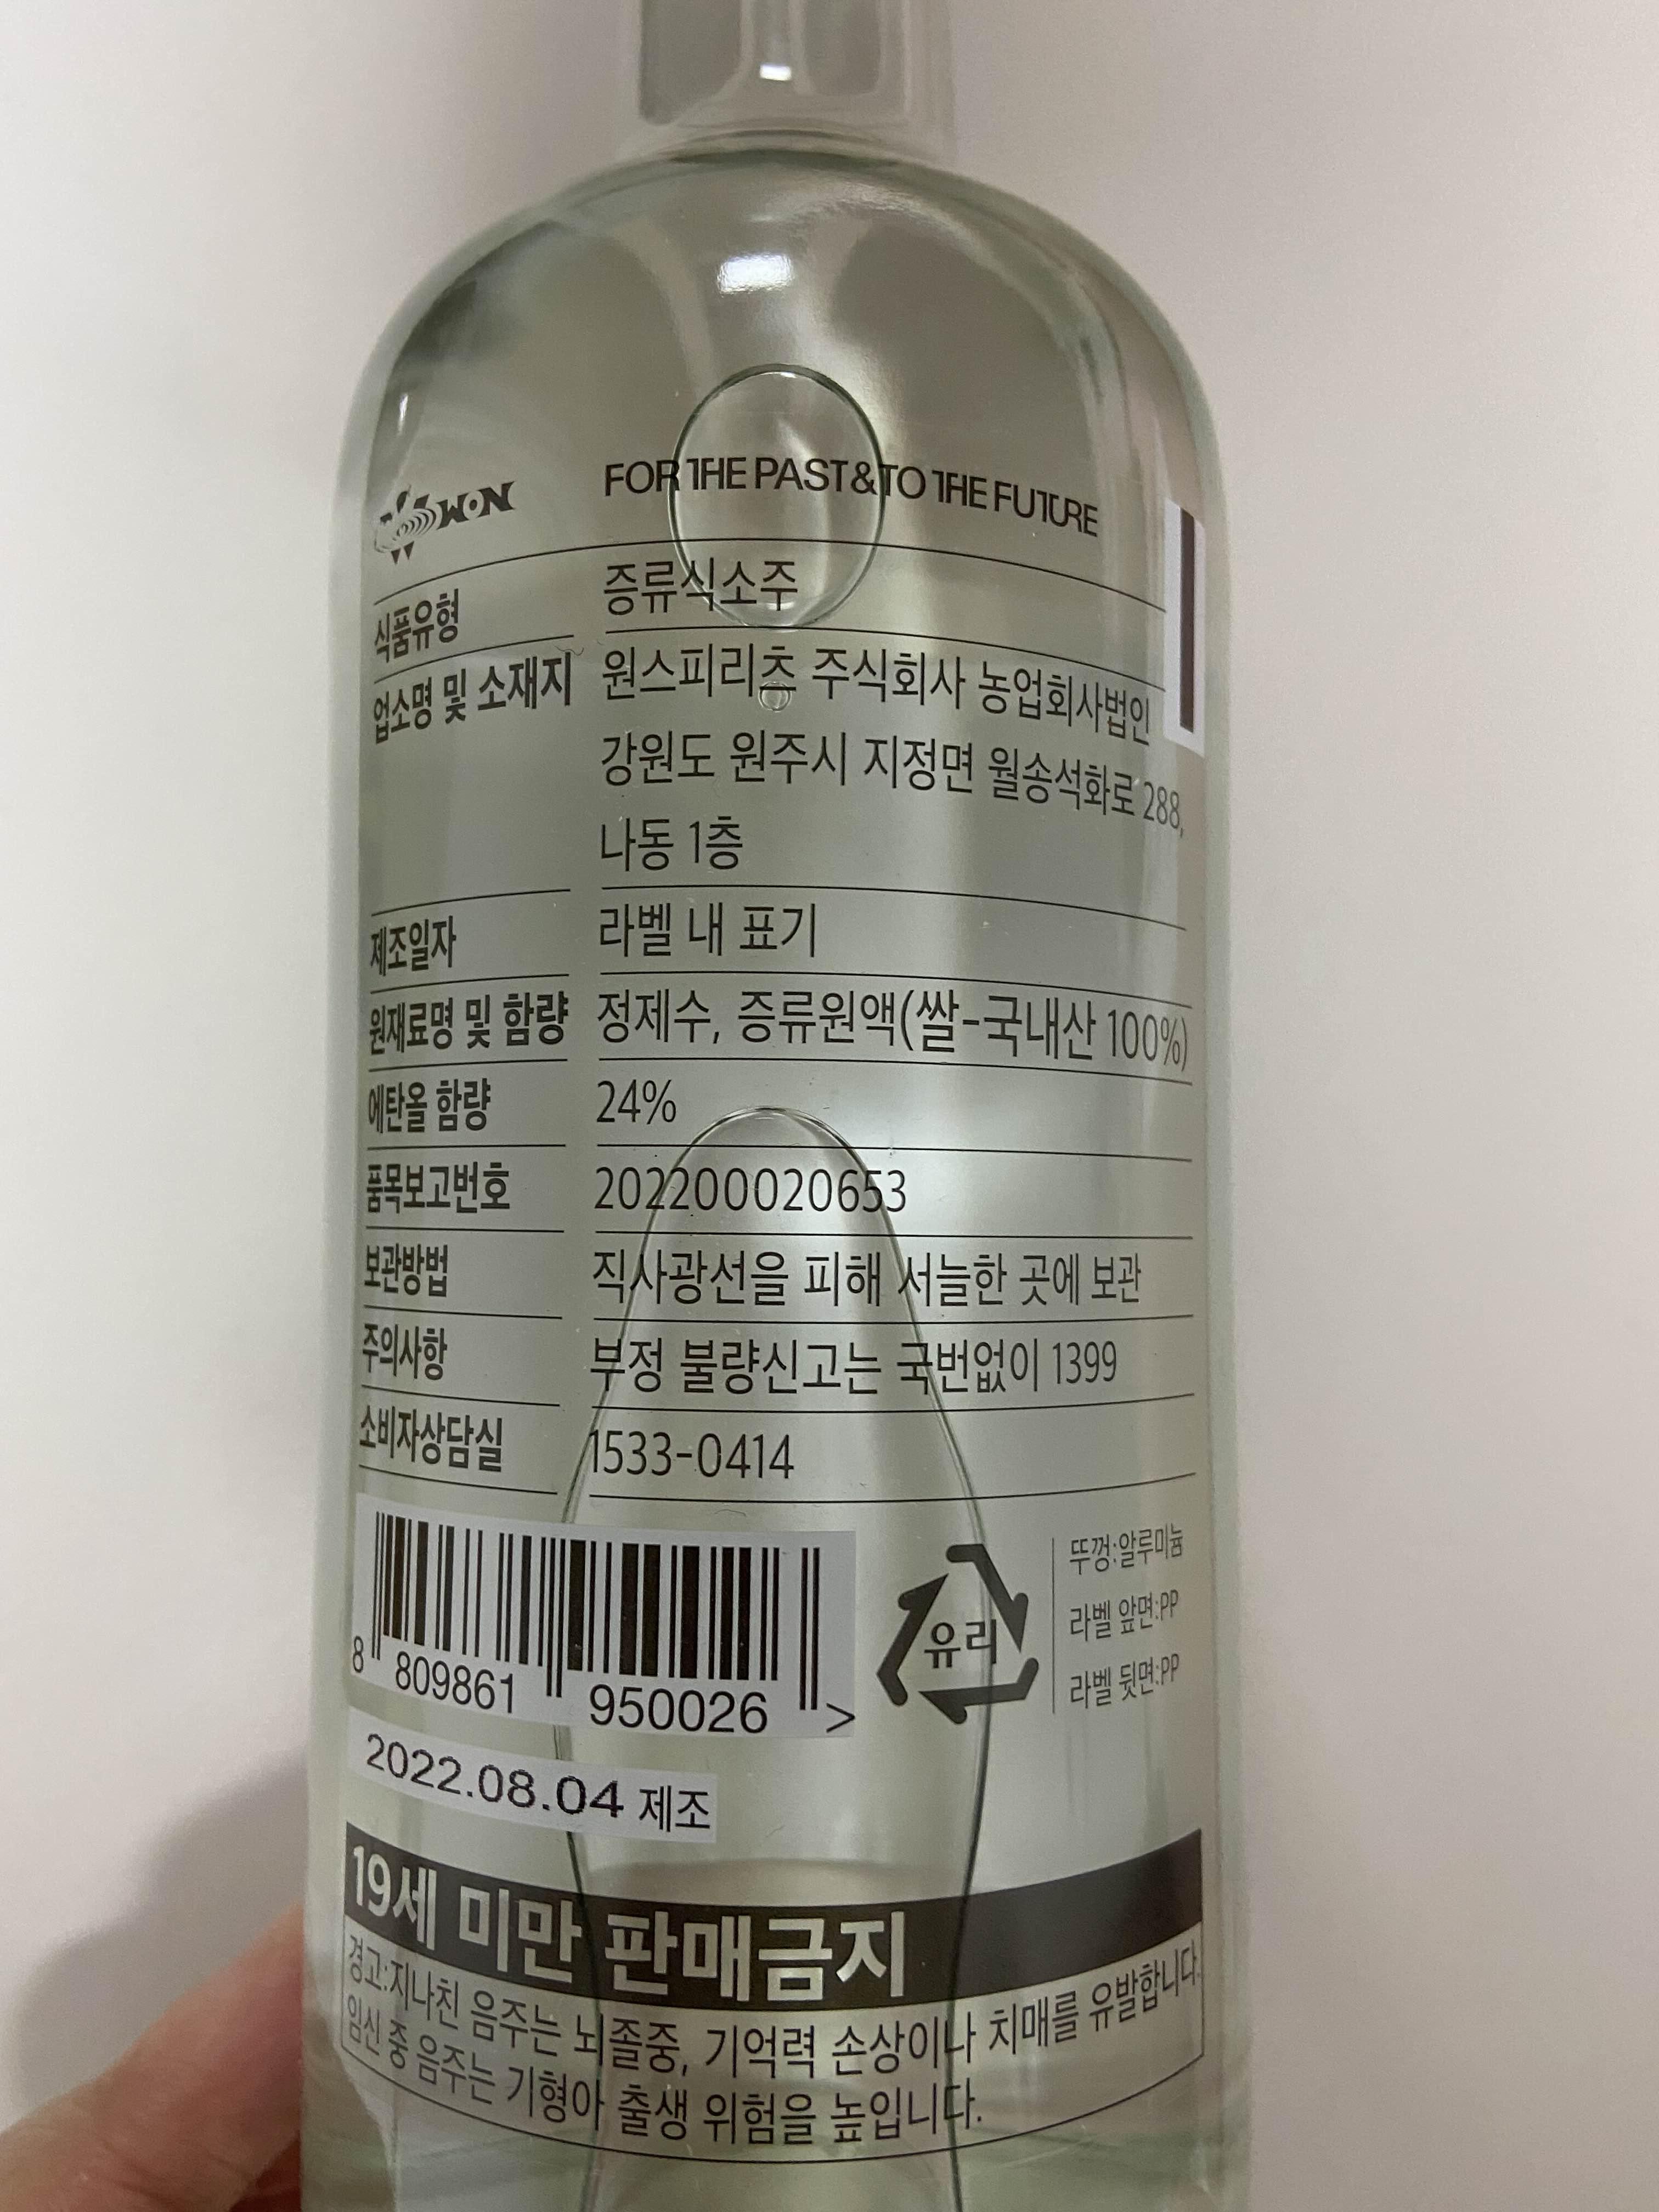 WON
FOR THE PAST & TO THE FUTURE
식품유형 증류식소주
업소명 및 소재지 원스피리츠 주식회사 농업회사법인
강원도 원주시 지정면 월송석화로 288,
나동 1층
제조일자 라벨 내 표기
원재료명 및 함량 정제수, 증류원액(쌀-국내산 100%)
에탄올 함량 24%
품목보고번호 202200020653
보관방법 직사광선을 피해 서늘한 곳에 보관
주의사항 부정 불량신고는 국번없이 1399
소비자상담실 1533-0414
8 809861 950026 >
유리
뚜껑:알루미늄
라벨 앞면:PP
라벨 뒷면:PP
2022.08.04 제조
19세 미만 판매금지
경고:지나친 음주는 뇌졸중, 기억력 손상이나 치매를 유발합니다.
임신 중 음주는 기형아 출생 위험을 높입니다.